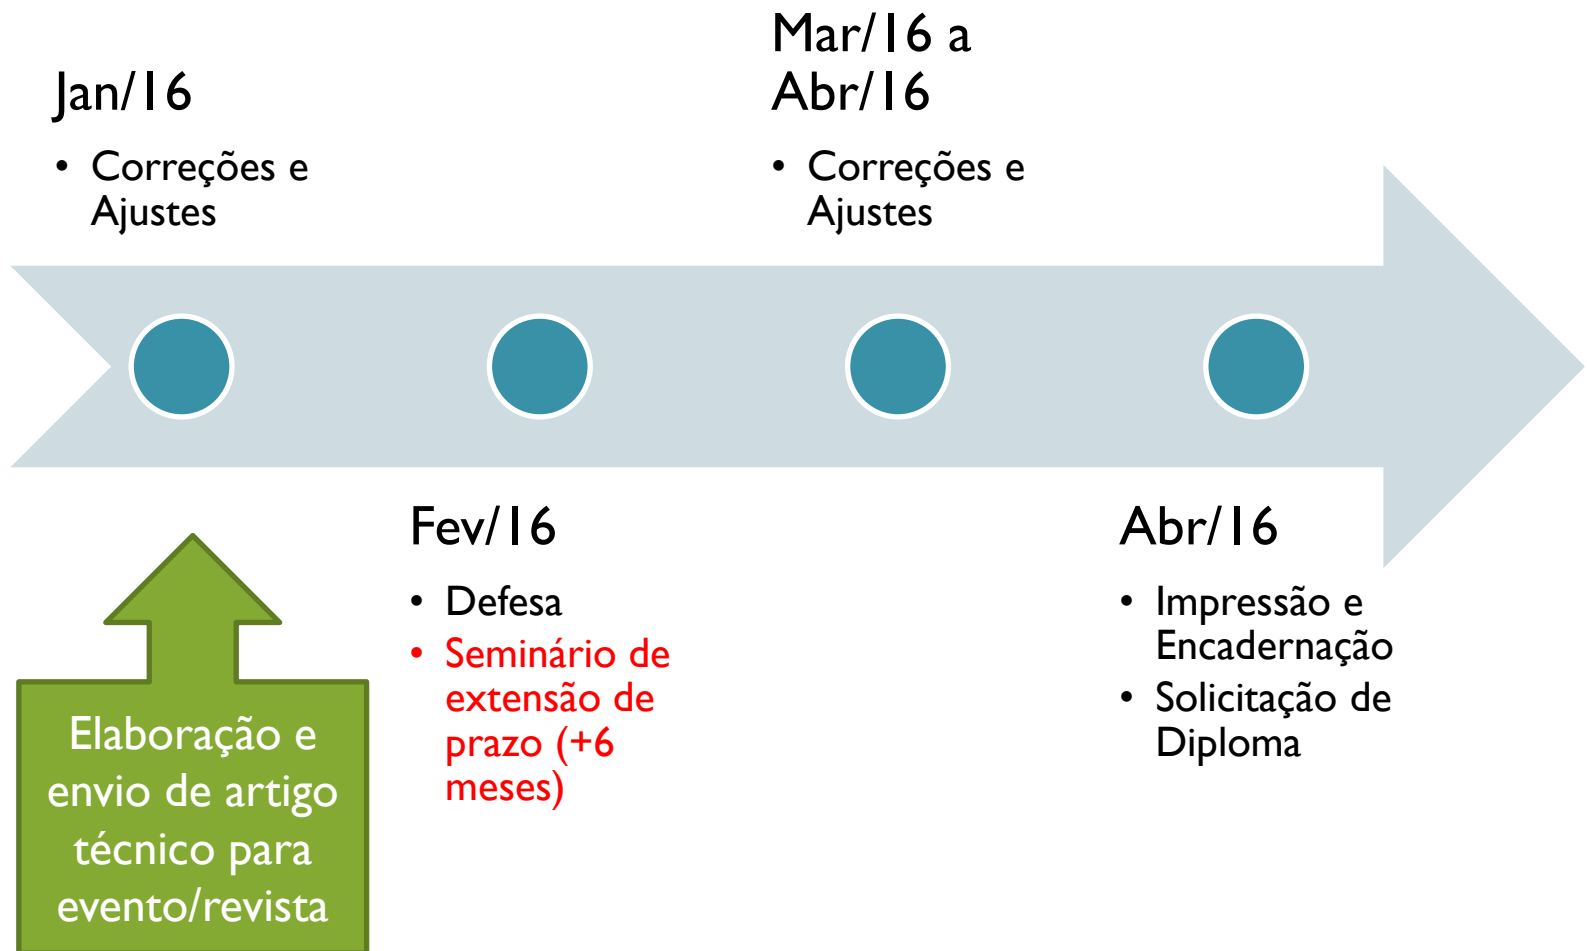 Jan/16
• Correções e
Ajustes
Mar/16 a
Abr/16
• Correções e
Ajustes
Fev/16
• Defesa
• Seminário de
extensão de
prazo (+6
meses)
Abr/16
• Impressão e
Encadernação
• Solicitação de
Diploma
Elaboração e
envio de artigo
técnico para
evento/revista